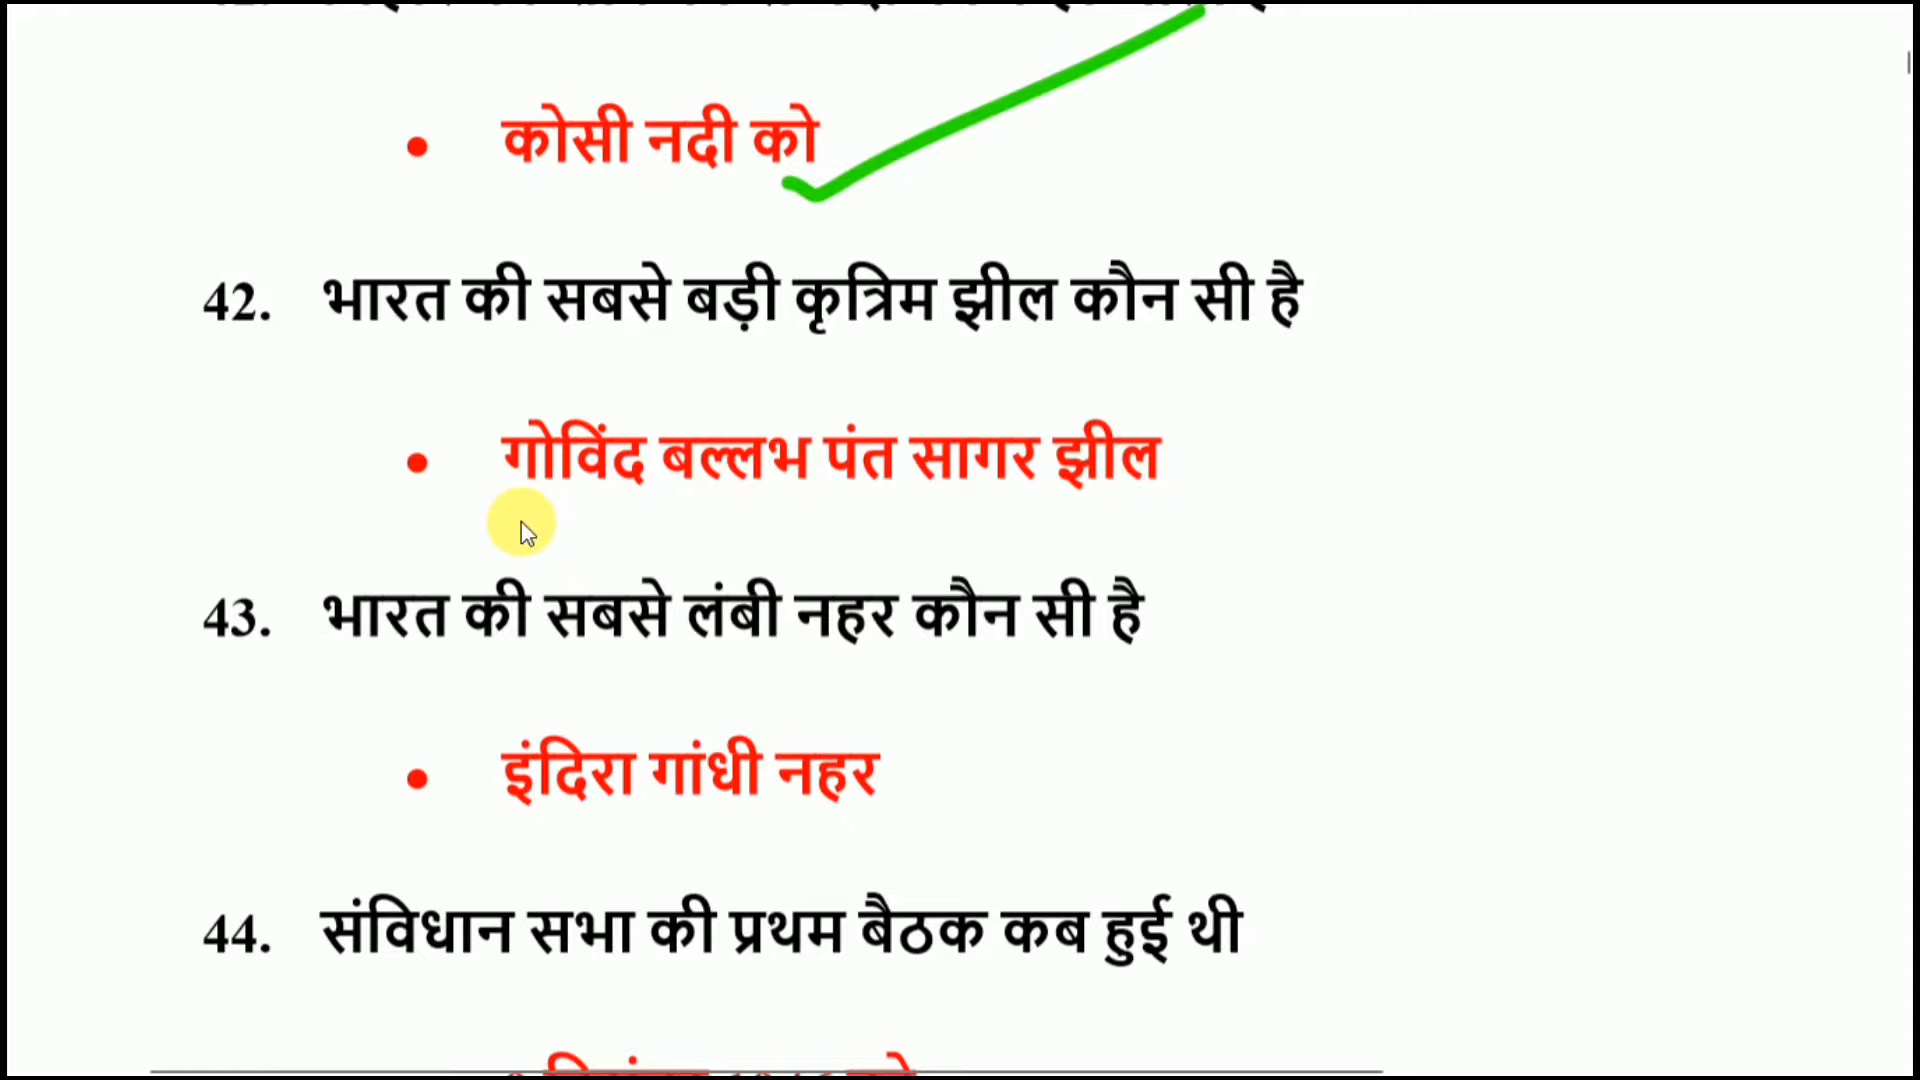 • कोसी नदी को
42. भारत की सबसे बड़ी कृत्रिम झील कौन सी है
• गोविंद बल्लभ पंत सागर झील
43. भारत की सबसे लंबी नहर कौन सी है
• इंदिरा गांधी नहर
44. संविधान सभा की प्रथम बैठक कब हुई थी